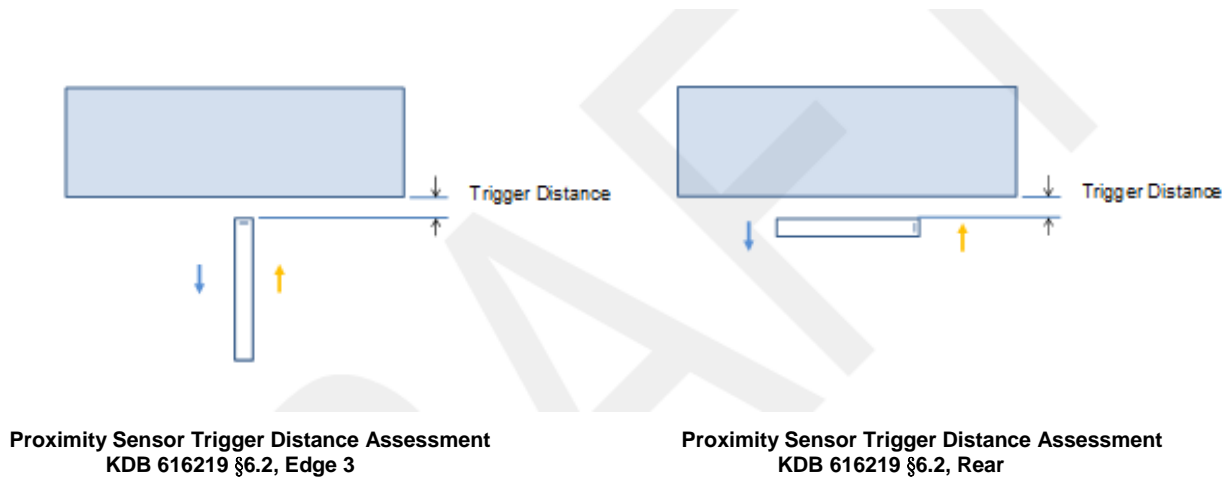 Trigger Distance
Trigger Distance
Proximity Sensor Trigger Distance Assessment
KDB 616219 §6.2, Edge 3
Proximity Sensor Trigger Distance Assessment
KDB 616219 §6.2, Rear